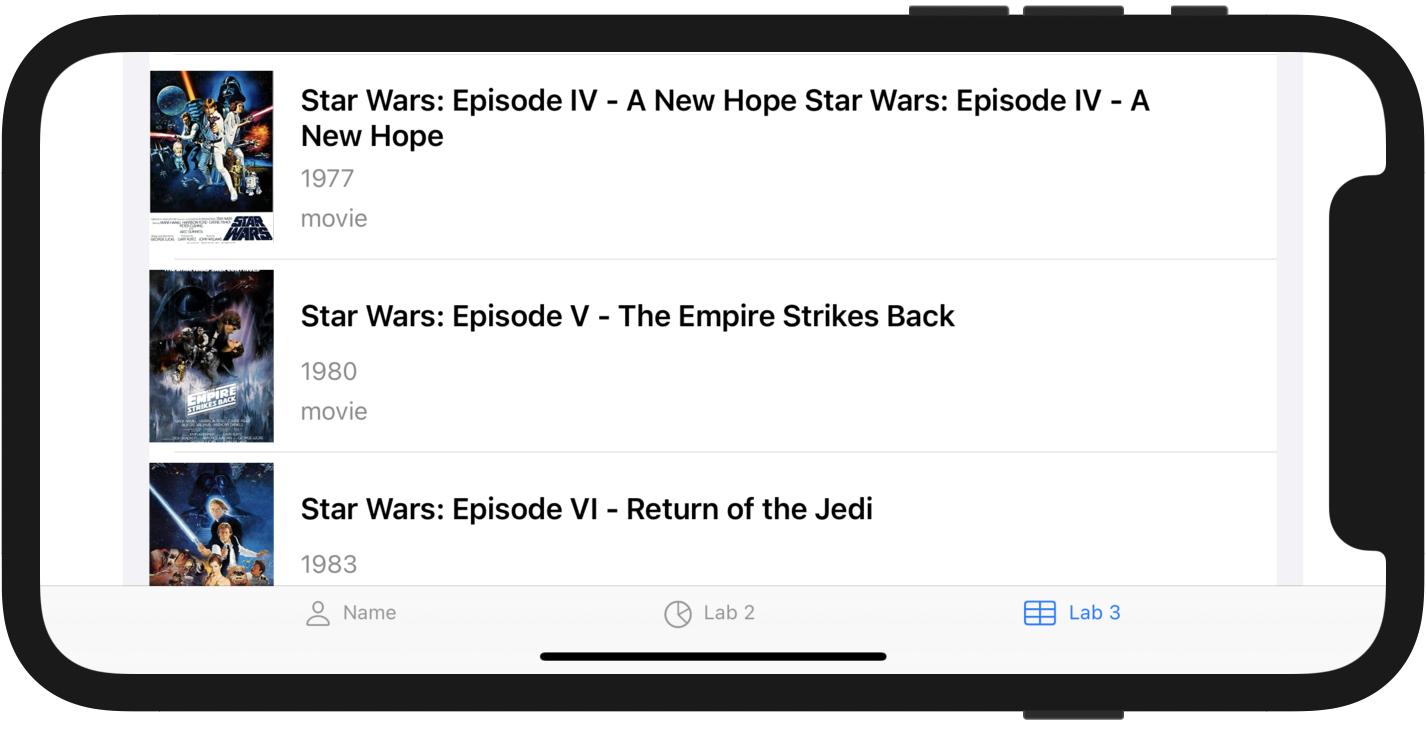 Star Wars: Episode IV - A New Hope Star Wars: Episode IV - A
New Hope
1977
movie
STAR
WARS
Star Wars: Episode V - The Empire Strikes Back
1980
movie
EMPIRE
STRIKES BACK
Star Wars: Episode VI - Return of the Jedi
1983
Name
Lab 2
Lab 3